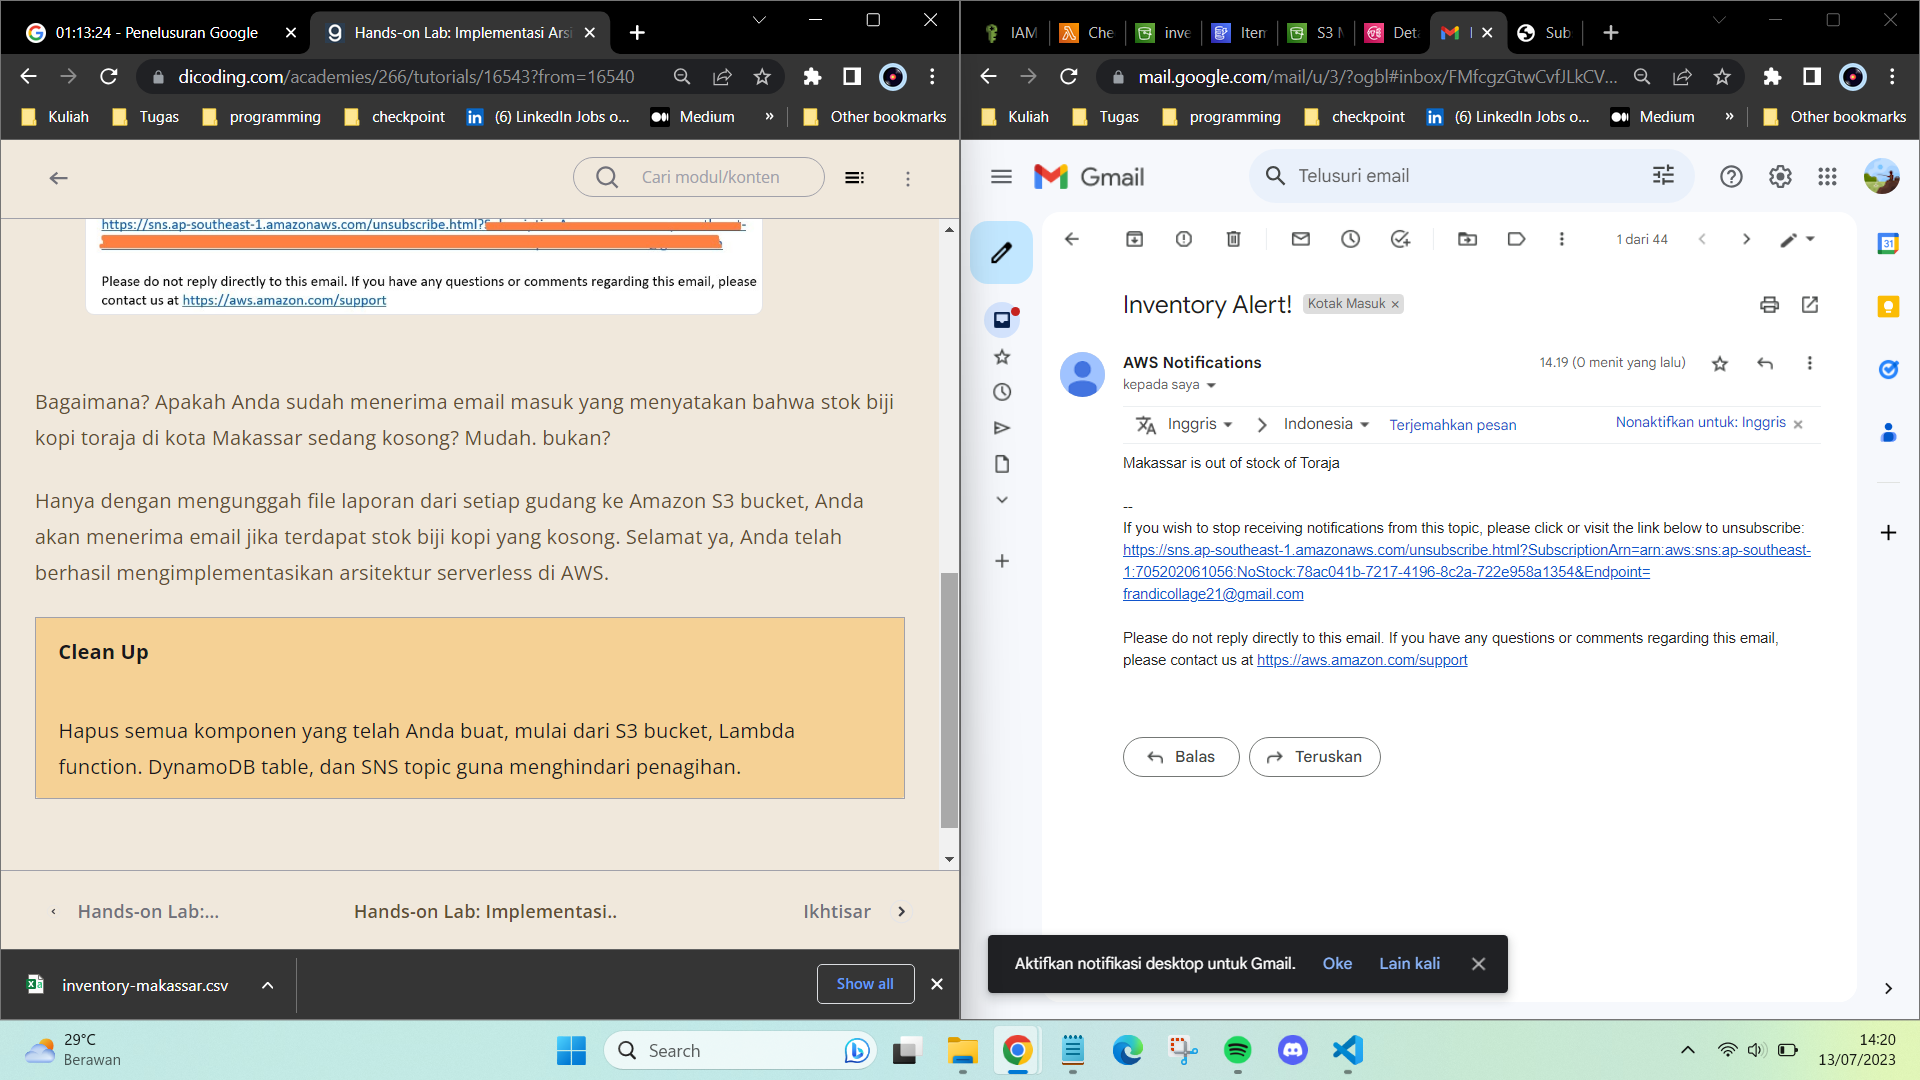 01:13:24 - Penelusuran Google
Hands-on Lab: Implementasi Arsi
dicoding.com/academies/266/tutorials/16543?from=16540
Kuliah
Tugas
programming
checkpoint
(6) LinkedIn Jobs o...
Medium
»
Other bookmarks
Cari modul/konten
https://sns.ap-southeast-1.amazonaws.com/unsubscribe.html?
Please do not reply directly to this email. If you have any questions or comments regarding this email, please
contact us at https://aws.amazon.com/support
Bagaimana? Apakah Anda sudah menerima email masuk yang menyatakan bahwa stok biji
kopi toraja di kota Makassar sedang kosong? Mudah. bukan?
Hanya dengan mengunggah file laporan dari setiap gudang ke Amazon S3 bucket, Anda
akan menerima email jika terdapat stok biji kopi yang kosong. Selamat ya, Anda telah
berhasil mengimplementasikan arsitektur serverless di AWS.
Clean Up
Hapus semua komponen yang telah Anda buat, mulai dari S3 bucket, Lambda
function. DynamoDB table, dan SNS topic guna menghindari penagihan.
Hands-on Lab:...
Hands-on Lab: Implementasi..
Ikhtisar
inventory-makassar.csv
Show all
IAM
Che
inve
Item
S3 M
Deta
Sub
mail.google.com/mail/u/3/?ogbl#inbox/FMfcgzGtwCvfJLkCV...
Kuliah
Tugas
programming
checkpoint
(6) LinkedIn Jobs o...
Medium
»
Other bookmarks
Gmail
Telusuri email
1 dari 44
31
Inventory Alert!
Kotak Masuk ×
AWS Notifications
14.19 (0 menit yang lalu)
kepada saya
Inggris
Indonesia
Terjemahkan pesan
Nonaktifkan untuk: Inggris
Makassar is out of stock of Toraja
--
If you wish to stop receiving notifications from this topic, please click or visit the link below to unsubscribe:
https://sns.ap-southeast-1.amazonaws.com/unsubscribe.html?SubscriptionArn=arn:aws:sns:ap-southeast-
1:705202061056:NoStock:78ac041b-7217-4196-8c2a-722e958a1354&Endpoint=
frandicollage21@gmail.com
Please do not reply directly to this email. If you have any questions or comments regarding this email,
please contact us at https://aws.amazon.com/support
Balas
Teruskan
Aktifkan notifikasi desktop untuk Gmail.
Oke
Lain kali
29°C
Berawan
Search
14:20
13/07/2023